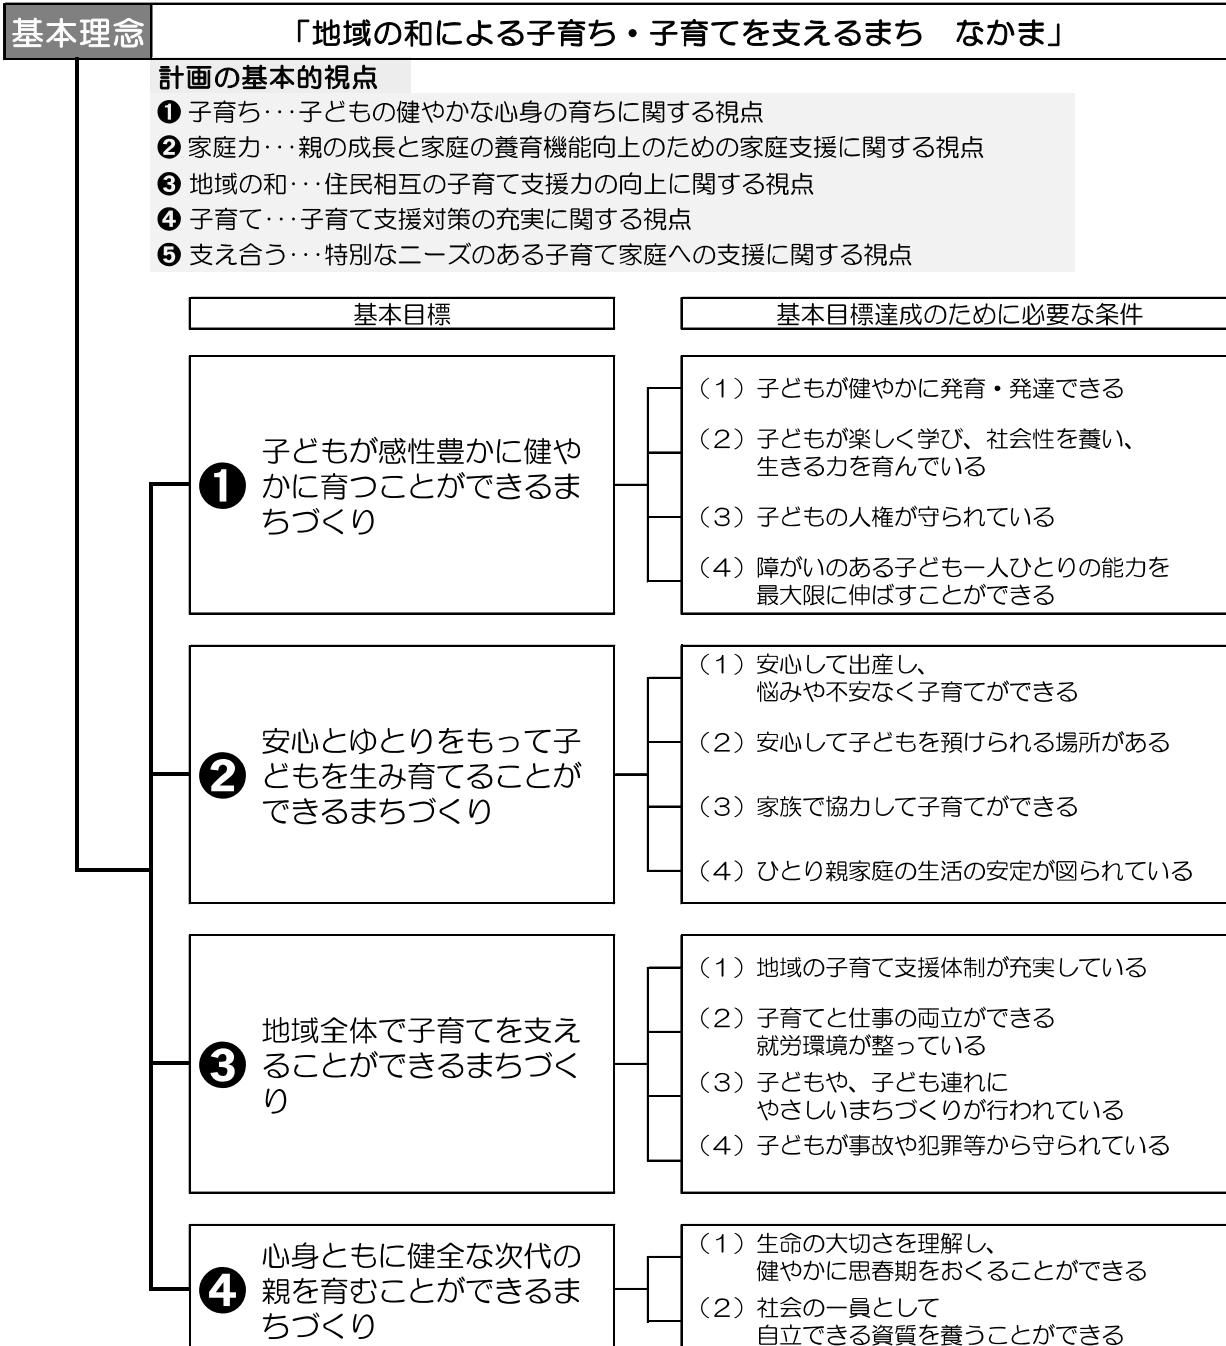 基本理念
「地域の和による子育ち・子育てを支えるまち　なかま」
計画の基本的視点
❶ 子育ち･･･子どもの健やかな心身の育ちに関する視点
❷ 家庭力･･･親の成長と家庭の養育機能向上のための家庭支援に関する視点
❸ 地域の和･･･住民相互の子育て支援力の向上に関する視点
❹ 子育て･･･子育て支援対策の充実に関する視点
❺ 支え合う･･･特別なニーズのある子育て家庭への支援に関する視点
基本目標
基本目標達成のために必要な条件
❶
子どもが感性豊かに健や
かに育つことができるま
ちづくり
（１）子どもが健やかに発育・発達できる
（２）子どもが楽しく学び、社会性を養い、
生きる力を育んでいる
（３）子どもの人権が守られている
（４）障がいのある子ども一人ひとりの能力を
最大限に伸ばすことができる
❷
安心とゆとりをもって子
どもを生み育てることが
できるまちづくり
（１）安心して出産し、
悩みや不安なく子育てができる
（２）安心して子どもを預けられる場所がある
（３）家族で協力して子育てができる
（４）ひとり親家庭の生活の安定が図られている
❸
地域全体で子育てを支え
ることができるまちづく
り
（１）地域の子育て支援体制が充実している
（２）子育てと仕事の両立ができる
就労環境が整っている
（３）子どもや、子ども連れに
やさしいまちづくりが行われている
（４）子どもが事故や犯罪等から守られている
❹
心身ともに健全な次代の
親を育むことができるま
ちづくり
（１）生命の大切さを理解し、
健やかに思春期をおくることができる
（２）社会の一員として
自立できる資質を養うことができる